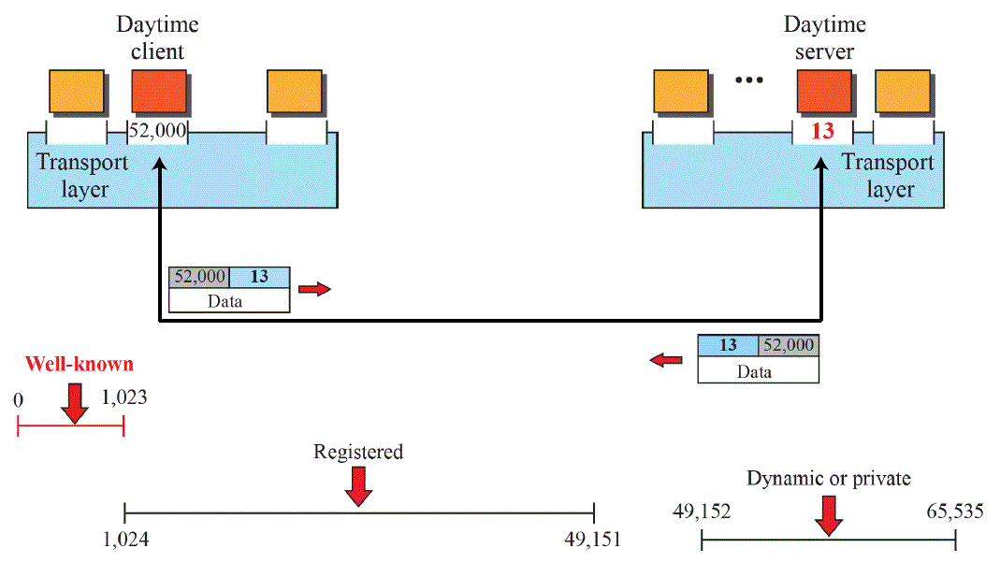 Daytime
client
Daytime
server
52,000
13
Transport
layer
Transport
layer
52,000 13
Data
13 52,000
Data
Well-known
0 1,023
Registered
1,024 49,151
Dynamic or private
49,152 65,535